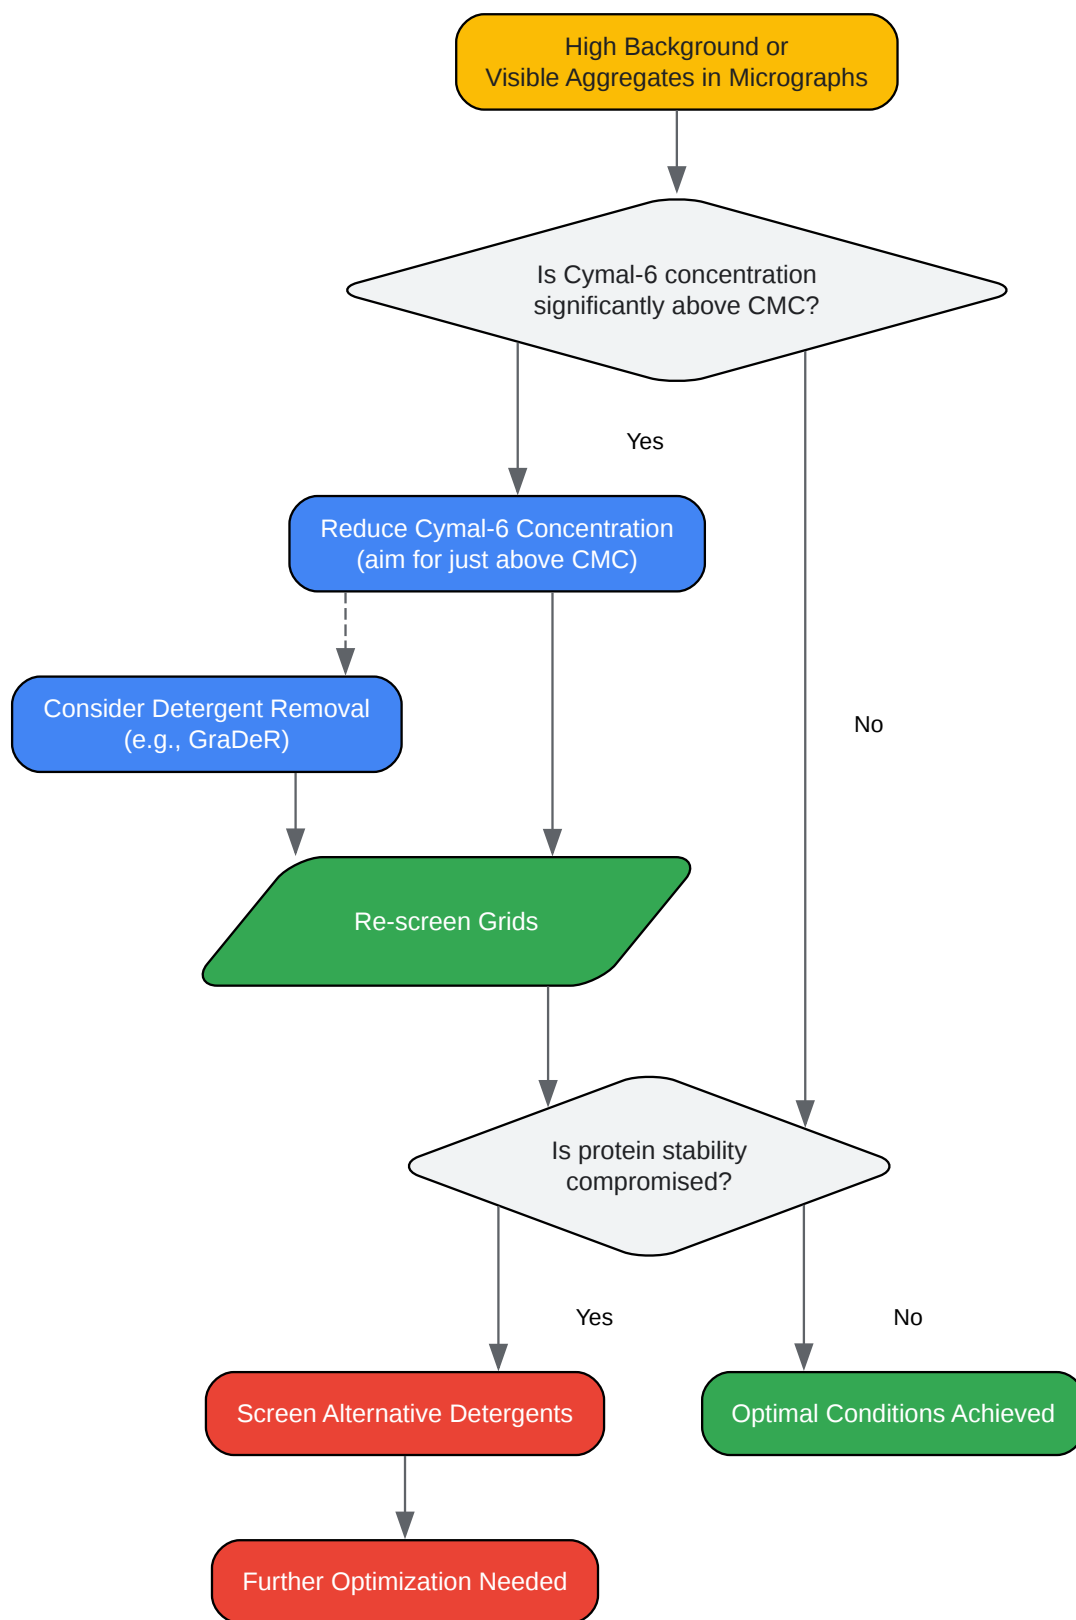 High Background or
Visible Aggregates in Micrographs
Is Cymal-6 concentration
significantly above CMC?
Yes
Reduce Cymal-6 Concentration
(aim for just above CMC)
Consider Detergent Removal
(e.g., GraDeR)
No
Re-screen Grids
Is protein stability
compromised?
Yes
No
Screen Alternative Detergents
Optimal Conditions Achieved
Further Optimization Needed